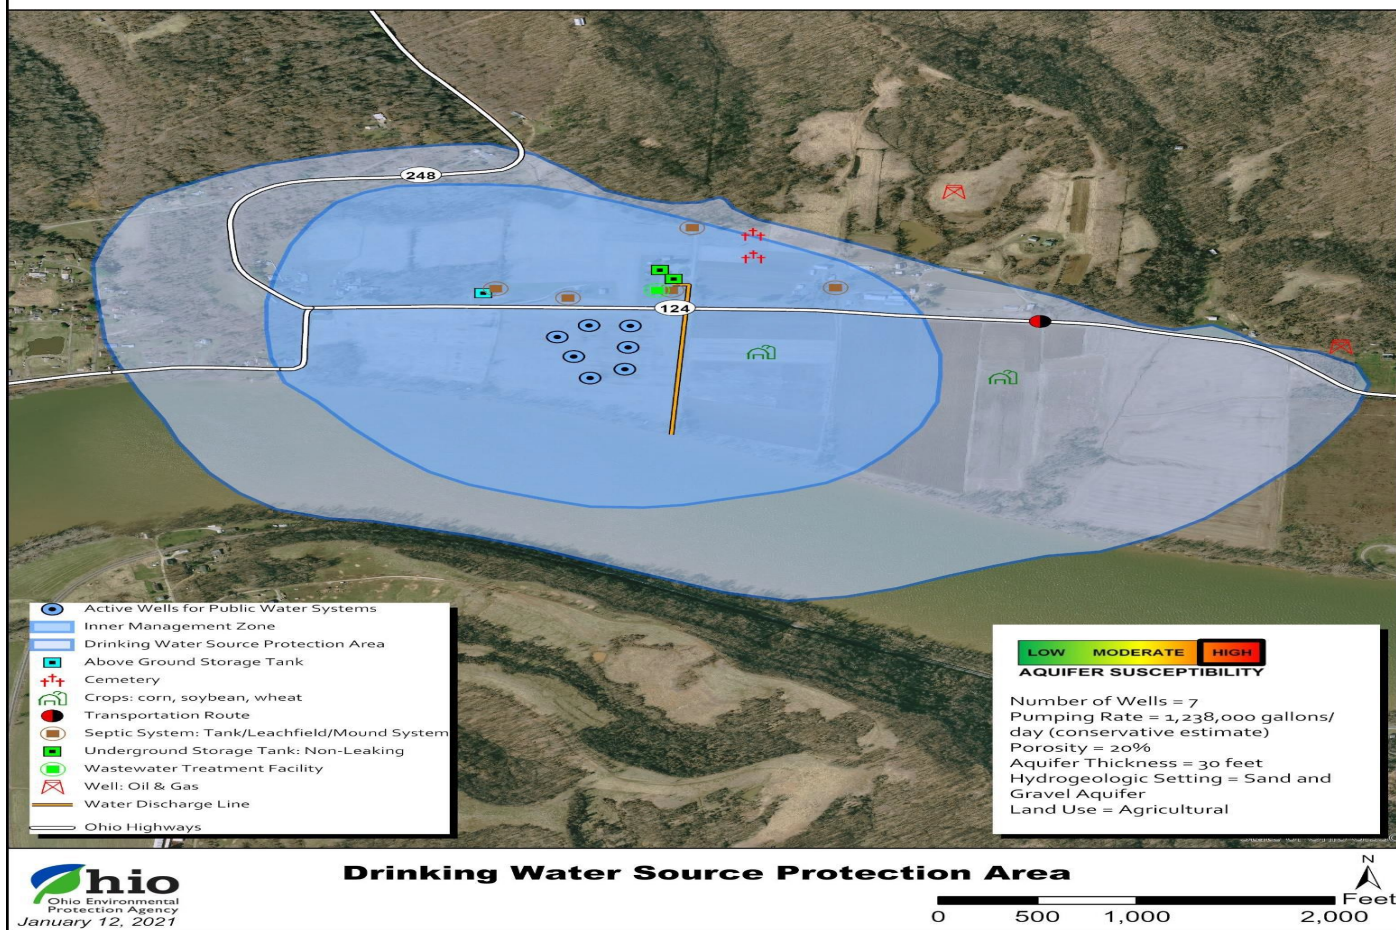 248
124
Active Wells for Public Water Systems
Inner Management Zone
Drinking Water Source Protection Area
Above Ground Storage Tank
Cemetery
Crops: corn, soybean, wheat
Transportation Route
Septic System: Tank/Leachfield/Mound System
Underground Storage Tank: Non-Leaking
Wastewater Treatment Facility
Well: Oil & Gas
Water Discharge Line
Ohio Highways
LOW MODERATE HIGH
AQUIFER SUSCEPTIBILITY
Number of Wells = 7
Pumping Rate = 1,238,000 gallons/
day (conservative estimate)
Porosity = 20%
Aquifer Thickness = 30 feet
Hydrogeologic Setting = Sand and
Gravel Aquifer
Land Use = Agricultural
Ohio
Ohio Environmental
Protection Agency
January 12, 2021
Drinking Water Source Protection Area
N
Feet
0 500 1,000 2,000